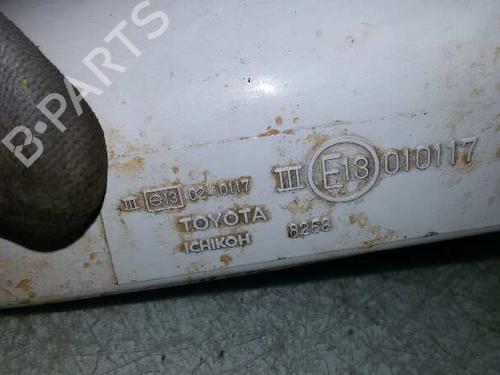 B-PARTS
III e13 02*0117
III E13 010117
TOYOTA
ICHIKOH 8268